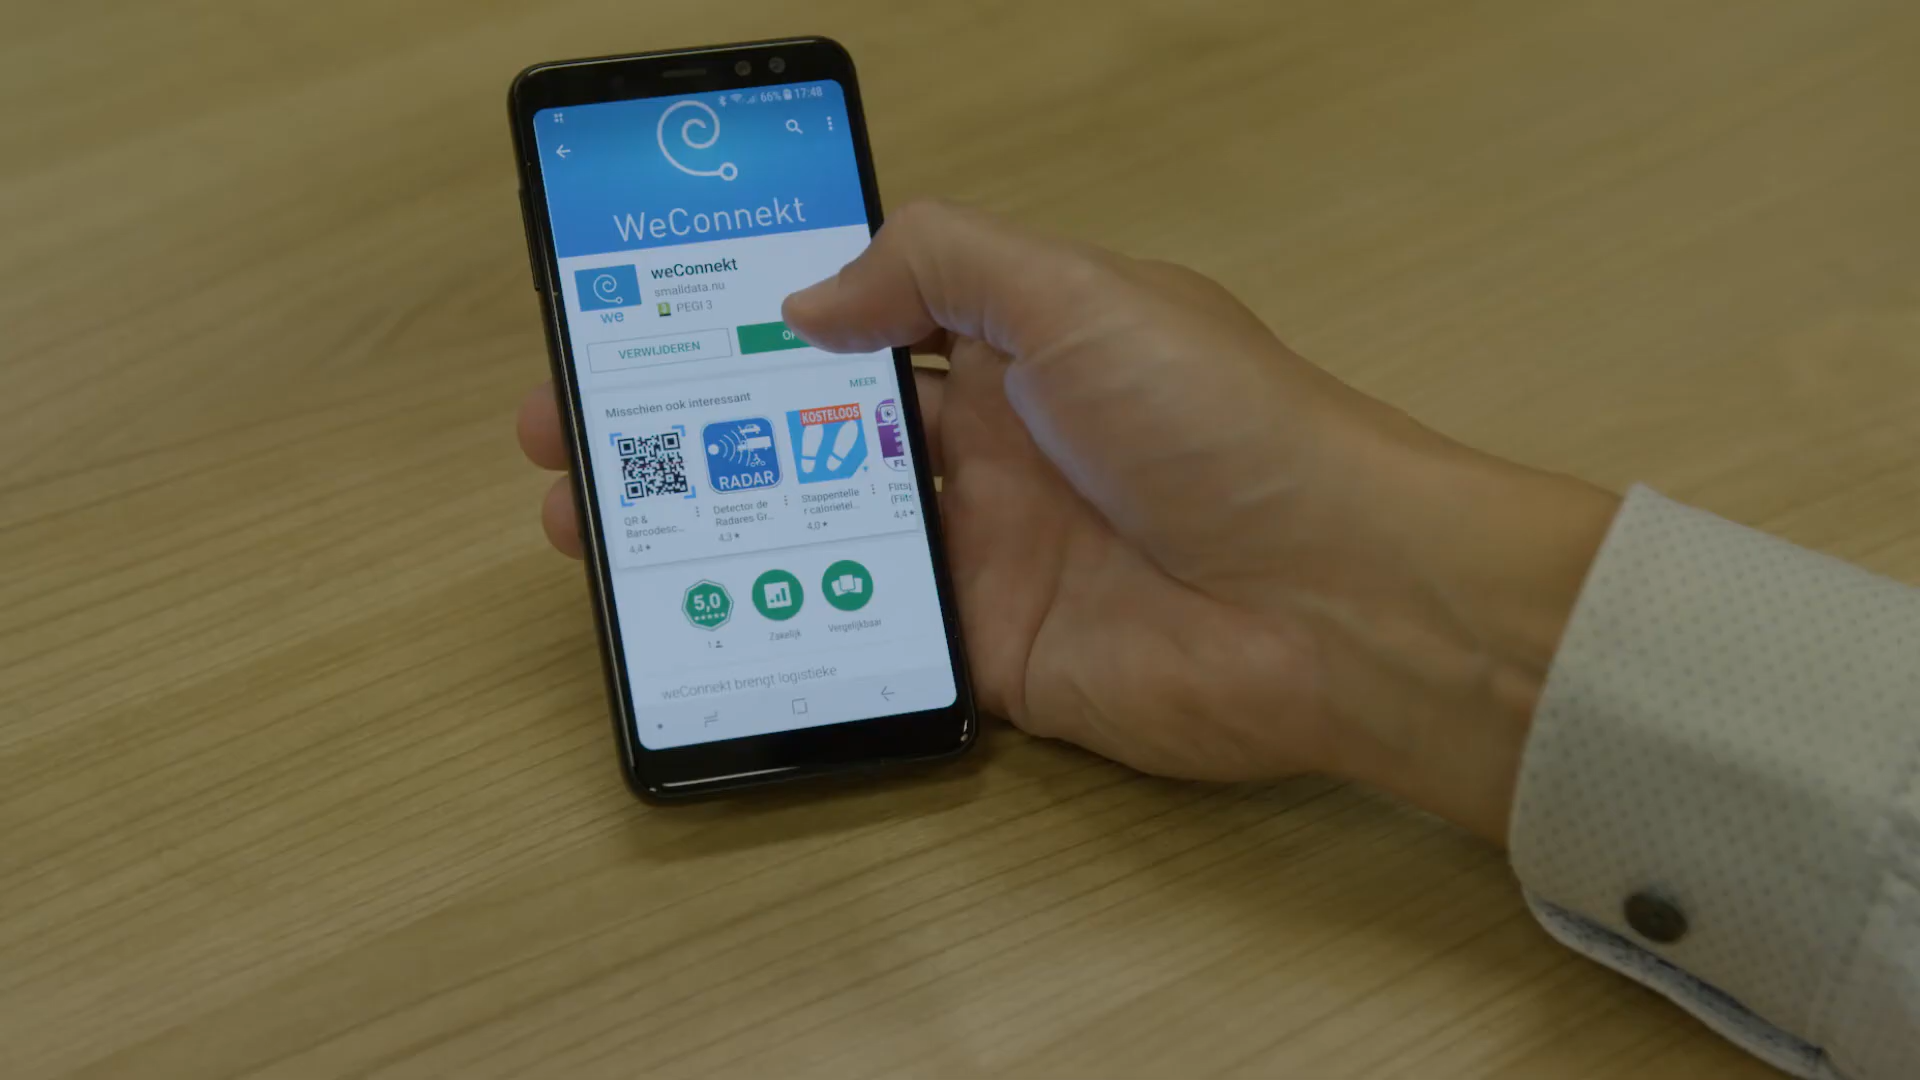 66% 17:48
WeConnekt
weConnekt
smalldata.nu
PEGI 3
we
VERWIJDEREN
Misschien ook interessant
MEER
KOSTELOOS
RADAR
FL
QR &
Barcodesc...
4,4★
Detector de
Radares Gr...
4,3★
Stappentelle
r calorietel...
4,0★
4,4★
5,0
1
Zakelijk
Vergelijkbaar
weConnekt brengt logistieke